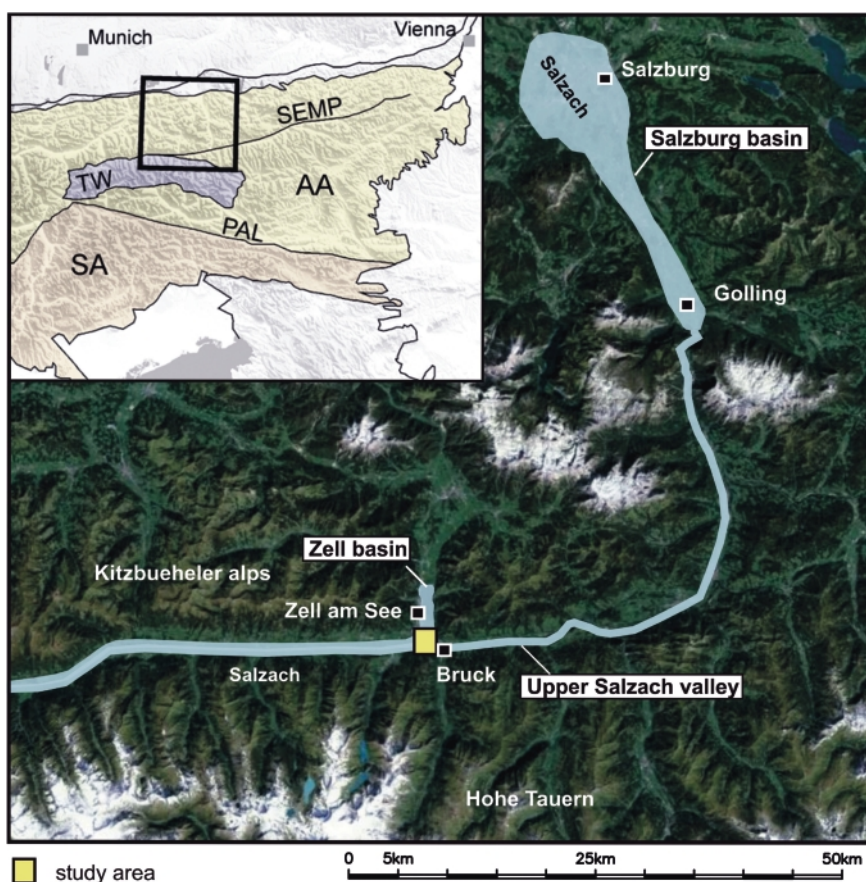 Munich
Vienna
SEMP
TW
AA
PAL
SA
Salzach
Salzburg
Salzburg basin
Golling
Zell basin
Kitzbueheler alps
Zell am See
Salzach
Bruck
Upper Salzach valley
Hohe Tauern
study area
0 5km 25km 50km